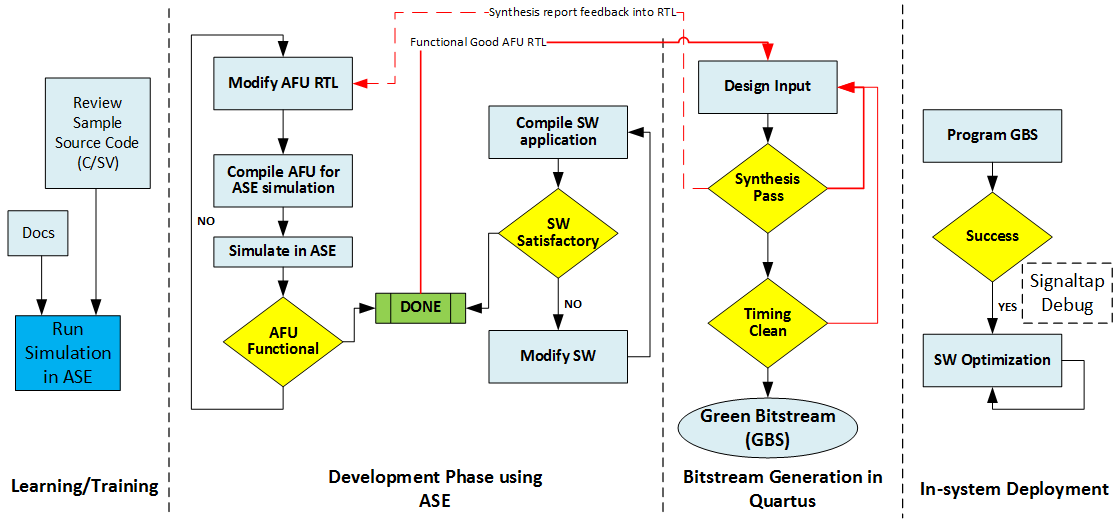 Synthesis report feedback into RTL
Functional Good AFU RTL
Review
Sample
Source Code
(C/SV)
Docs
Run
Simulation
in ASE
Learning/Training
Modify AFU RTL
Compile AFU for
ASE simulation
NO
Simulate in ASE
AFU
Functional
DONE
Compile SW
application
SW
Satisfactory
NO
Modify SW
Development Phase using
ASE
Design Input
Synthesis
Pass
Timing
Clean
Green Bitstream
(GBS)
Bitstream Generation in
Quartus
Program GBS
Success
Signaltap
Debug
YES
SW Optimization
In-system Deployment